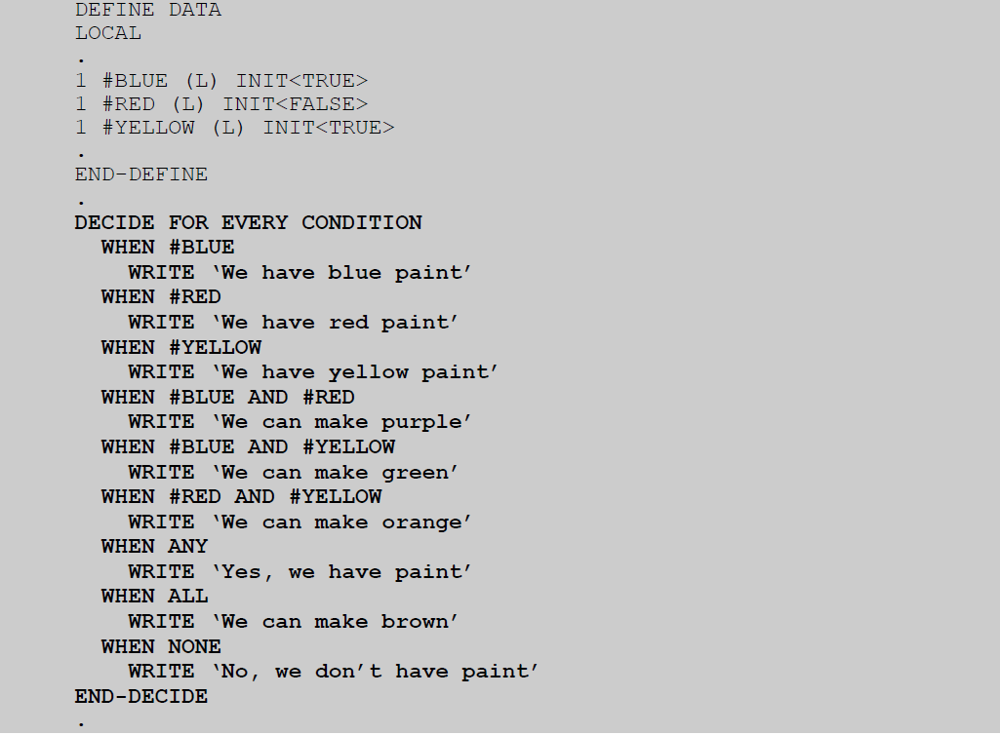 DEFINE DATA
LOCAL
.
1 #BLUE (L) INIT<TRUE>
1 #RED (L) INIT<FALSE>
1 #YELLOW (L) INIT<TRUE>
.
END-DEFINE
.
DECIDE FOR EVERY CONDITION
WHEN #BLUE
WRITE ‘We have blue paint’
WHEN #RED
WRITE ‘We have red paint’
WHEN #YELLOW
WRITE ‘We have yellow paint’
WHEN #BLUE AND #RED
WRITE ‘We can make purple’
WHEN #BLUE AND #YELLOW
WRITE ‘We can make green’
WHEN #RED AND #YELLOW
WRITE ‘We can make orange’
WHEN ANY
WRITE ‘Yes, we have paint’
WHEN ALL
WRITE ‘We can make brown’
WHEN NONE
WRITE ‘No, we don’t have paint’
END-DECIDE
.